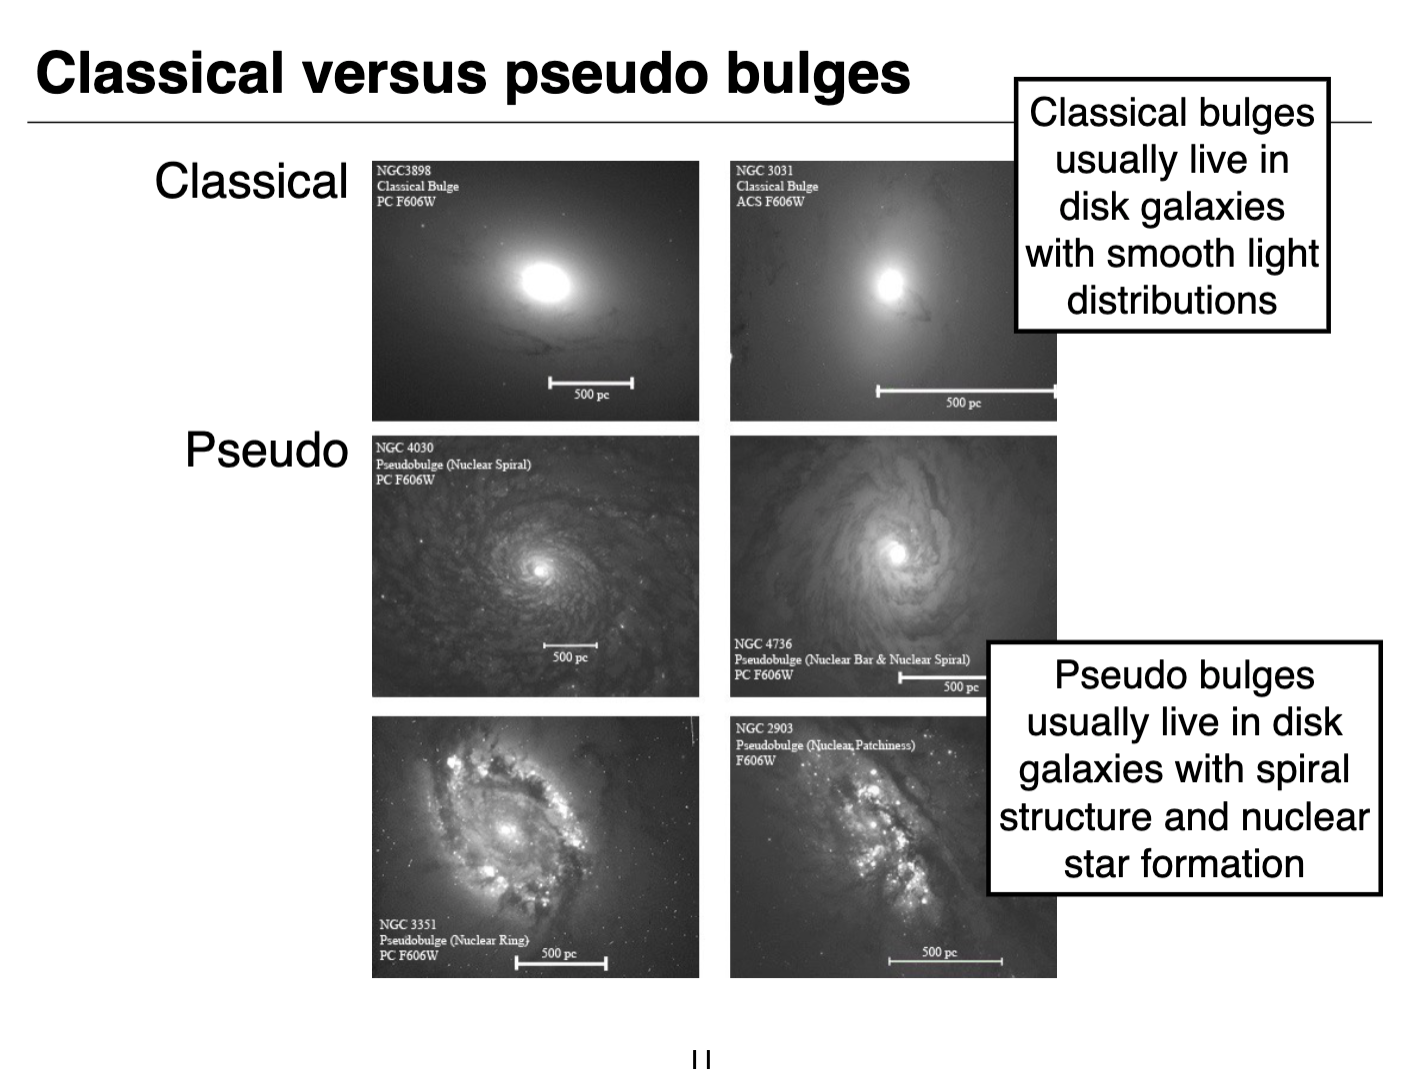 Classical versus pseudo bulges
Classical bulges
usually live in
disk galaxies
with smooth light
distributions
Classical
NGC3898
Classical Bulge
PC F606W
500 pc
NGC 3031
Classical Bulge
ACS F606W
500 pc
Pseudo
NGC 4030
Pseudobulge (Nuclear Spiral)
PC F606W
500 pc
NGC 4736
Pseudobulge (Nuclear Bar & Nuclear Spiral)
PC F606W
500 pc
Pseudo bulges
usually live in disk
galaxies with spiral
structure and nuclear
star formation
NGC 3351
Pseudobulge (Nuclear Ring)
PC F606W
500 pc
NGC 2903
Pseudobulge (Nuclear Patchiness)
F606W
500 pc
11